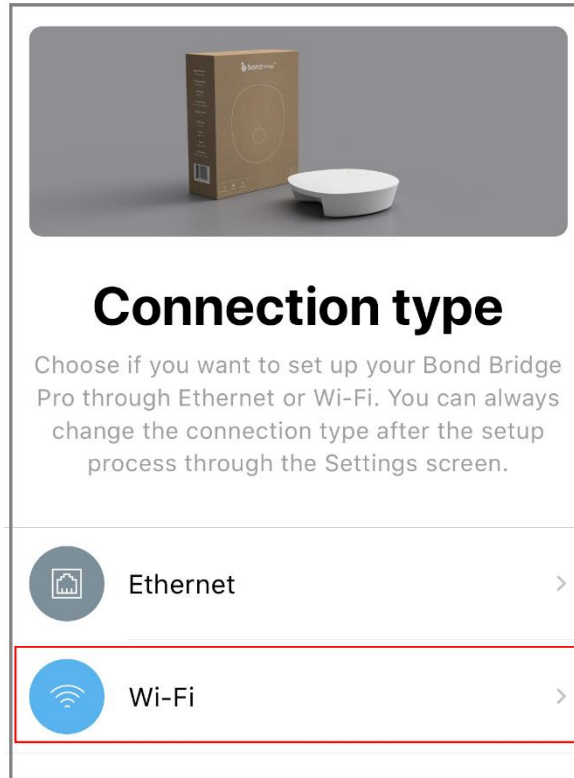 bond
Connection type
Choose if you want to set up your Bond Bridge
Pro through Ethernet or Wi-Fi. You can always
change the connection type after the setup
process through the Settings screen.
Ethernet
Wi-Fi